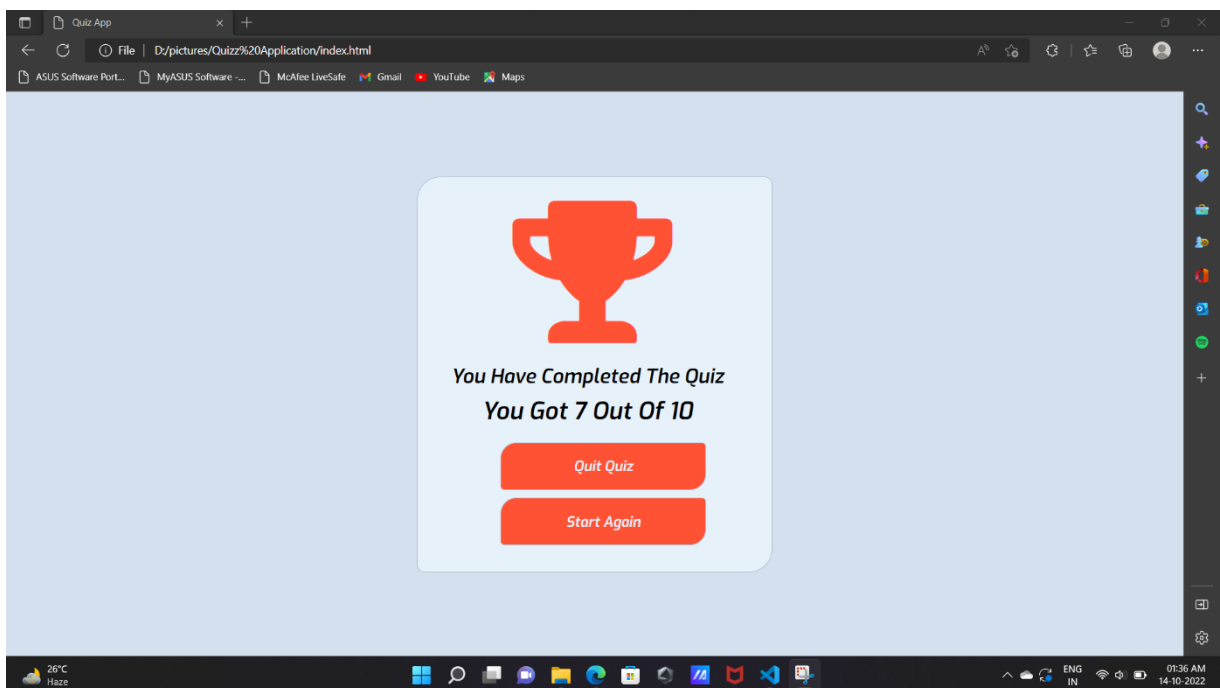 Quiz App
File | D:/pictures/Quizz%20Application/index.html
ASUS Software Port... MyASUS Software -... McAfee LiveSafe Gmail YouTube Maps
You Have Completed The Quiz
You Got 7 Out Of 10
Quit Quiz
Start Again
26°C
Haze
ENG
IN
01:36 AM
14-10-2022